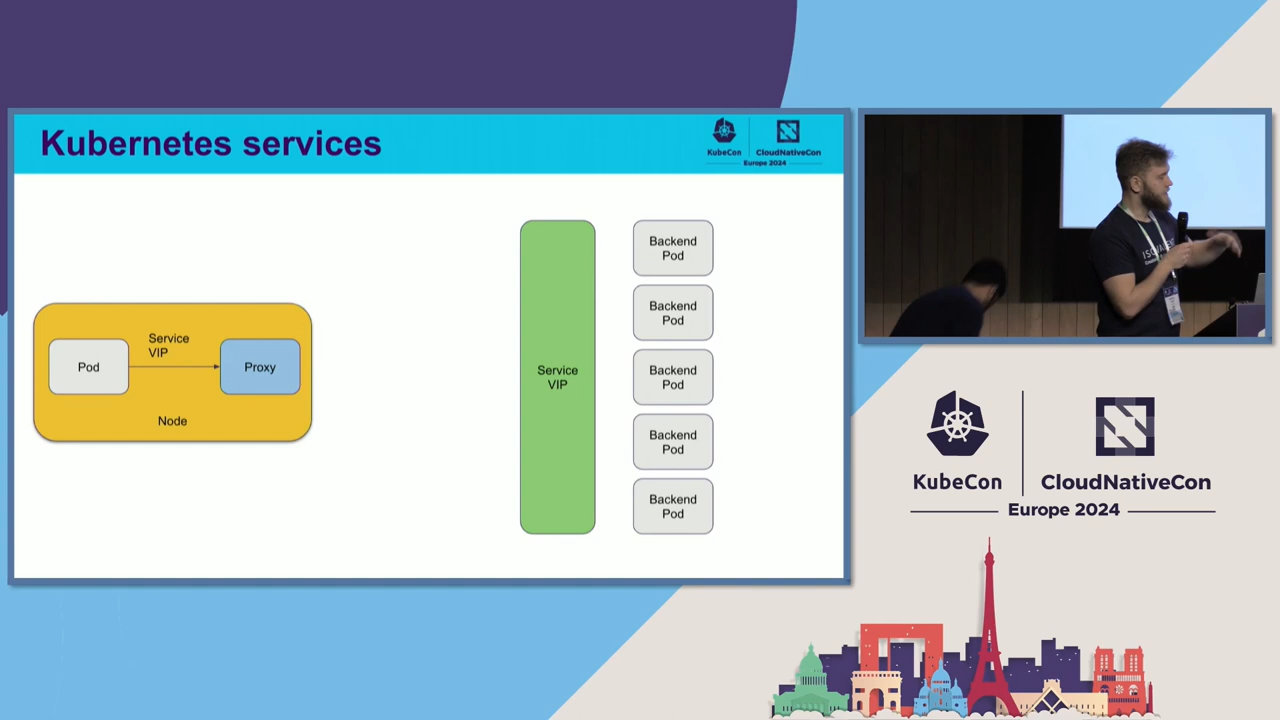 Kubernetes services
KubeCon
CloudNativeCon
Europe 2024
Service
VIP
Pod
Proxy
Node
Service
VIP
Backend
Pod
Backend
Pod
Backend
Pod
Backend
Pod
Backend
Pod
KubeCon
CloudNativeCon
Europe 2024